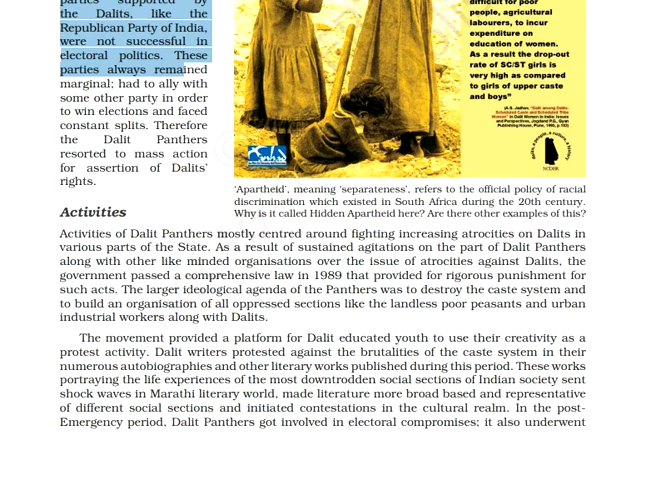 parties supported by
the Dalits, like the
Republican Party of India,
were not successful in
electoral politics. These
parties always remained
marginal; had to ally with
some other party in order
to win elections and faced
constant splits. Therefore
the Dalit Panthers
resorted to mass action
for assertion of Dalits'
rights.
difficult for poor
people, agricultural
labourers, to incur
expenditure on
education of women.
As a result the drop-out
rate of SC/ST girls is
very high as compared
to girls of upper caste
and boys"
NCDHR
'Apartheid', meaning 'separateness', refers to the official policy of racial
discrimination which existed in South Africa during the 20th century.
Why is it called Hidden Apartheid here? Are there other examples of this?
Activities
Activities of Dalit Panthers mostly centred around fighting increasing atrocities on Dalits in
various parts of the State. As a result of sustained agitations on the part of Dalit Panthers
along with other like minded organisations over the issue of atrocities against Dalits, the
government passed a comprehensive law in 1989 that provided for rigorous punishment for
such acts. The larger ideological agenda of the Panthers was to destroy the caste system and
to build an organisation of all oppressed sections like the landless poor peasants and urban
industrial workers along with Dalits.
The movement provided a platform for Dalit educated youth to use their creativity as a
protest activity. Dalit writers protested against the brutalities of the caste system in their
numerous autobiographies and other literary works published during this period. These works
portraying the life experiences of the most downtrodden social sections of Indian society sent
shock waves in Marathi literary world, made literature more broad based and representative
of different social sections and initiated contestations in the cultural realm. In the post-
Emergency period, Dalit Panthers got involved in electoral compromises; it also underwent